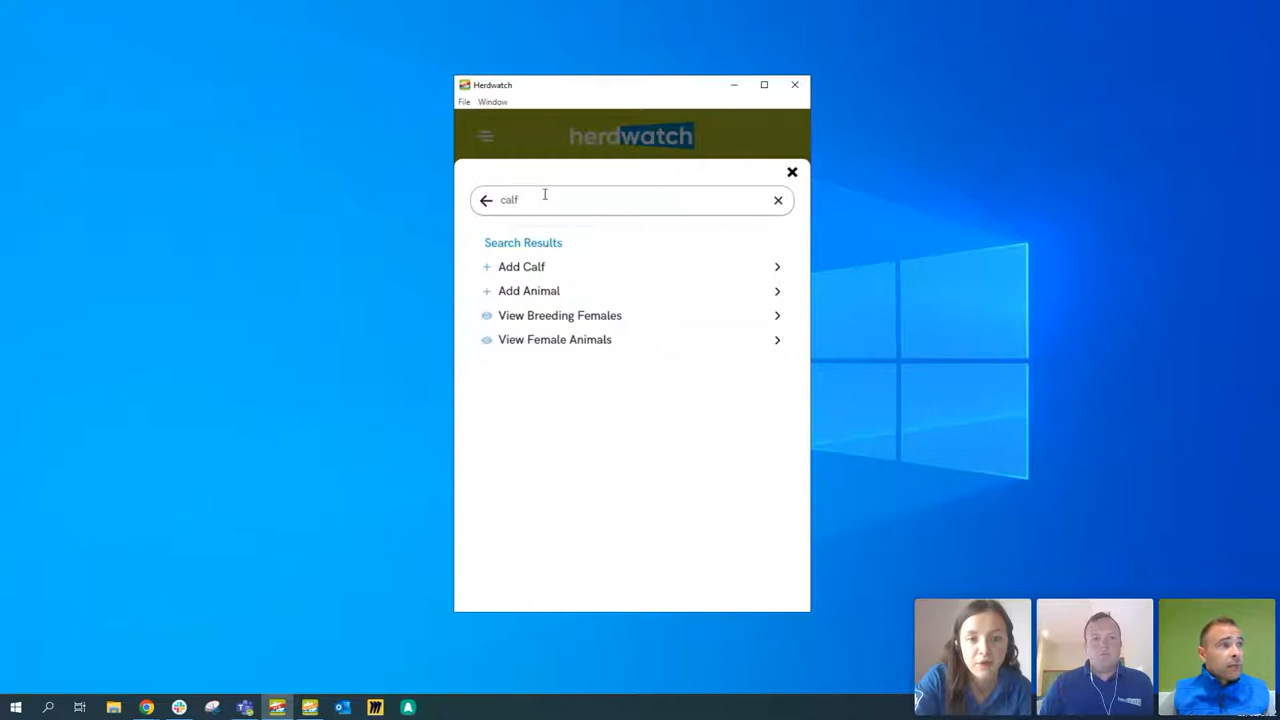 Herdwatch
File Window
herdwatch
calf
Search Results
Add Calf
Add Animal
View Breeding Females
View Female Animals